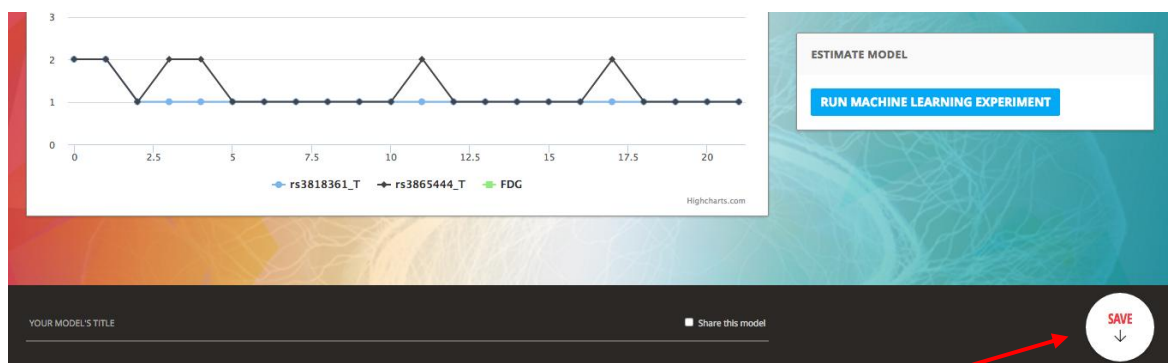 3
2
1
0
0 2.5 5 7.5 10 12.5 15 17.5 20
rs3818361_T rs3865444_T FDG
Highcharts.com
ESTIMATE MODEL
RUN MACHINE LEARNING EXPERIMENT
YOUR MODEL'S TITLE
Share this model
SAVE